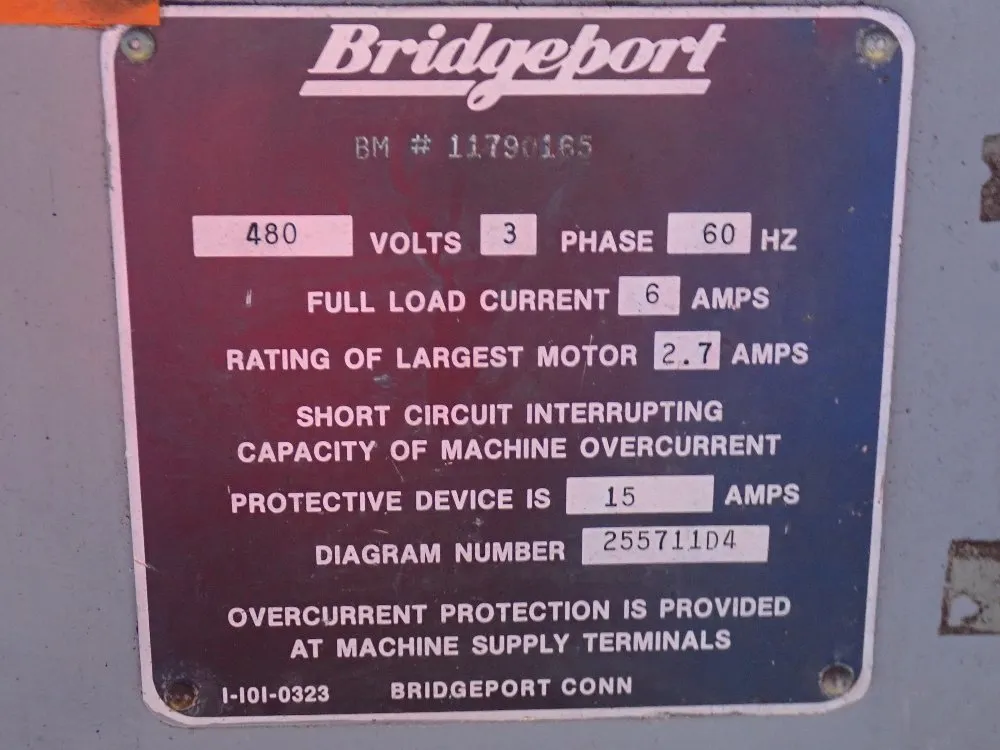 Bridgeport
BM # 11790165
480 VOLTS 3 PHASE 60 HZ
FULL LOAD CURRENT 6 AMPS
RATING OF LARGEST MOTOR 2.7 AMPS
SHORT CIRCUIT INTERRUPTING
CAPACITY OF MACHINE OVERCURRENT
PROTECTIVE DEVICE IS 15 AMPS
DIAGRAM NUMBER 255711D4
OVERCURRENT PROTECTION IS PROVIDED
AT MACHINE SUPPLY TERMINALS
1-101-0323 BRIDGEPORT CONN